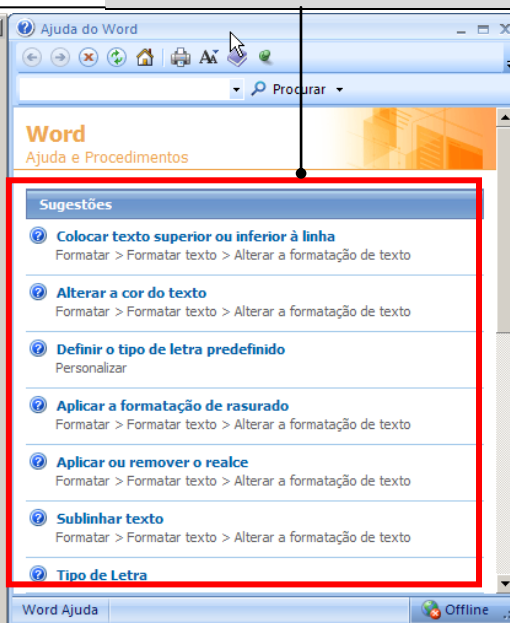 Ajuda do Word
Procurar
Word
Ajuda e Procedimentos
Sugestões
Colocar texto superior ou inferior à linha
Formatar > Formatar texto > Alterar a formatação de texto
Alterar a cor do texto
Formatar > Formatar texto > Alterar a formatação de texto
Definir o tipo de letra predefinido
Personalizar
Aplicar a formatação de rasurado
Formatar > Formatar texto > Alterar a formatação de texto
Aplicar ou remover o realce
Formatar > Formatar texto > Alterar a formatação de texto
Sublinhar texto
Formatar > Formatar texto > Alterar a formatação de texto
Tipo de Letra
Word Ajuda
Offline